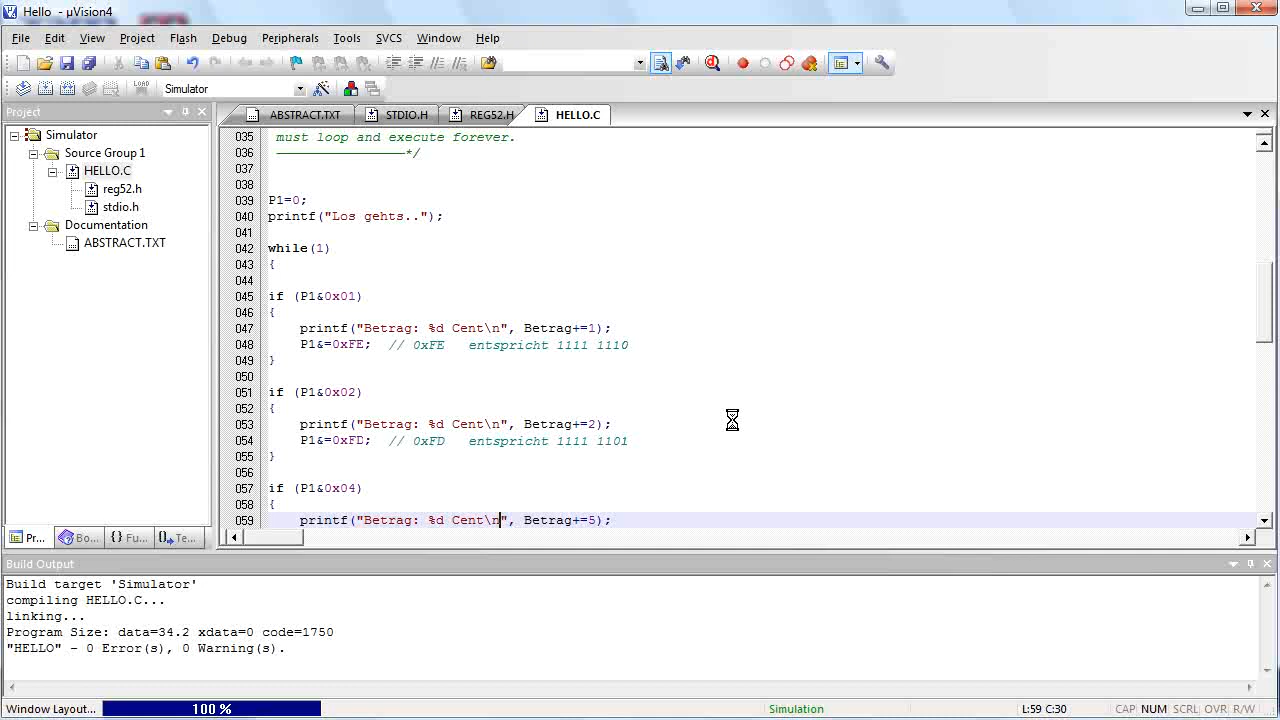 Hello - µVision4
File Edit View Project Flash Debug Peripherals Tools SVCS Window Help
LOAD Simulator
Project
Simulator
Source Group 1
HELLO.C
reg52.h
stdio.h
Documentation
ABSTRACT.TXT
Pr... Bo... {} Fu... Te...
ABSTRACT.TXT STDIO.H REG52.H HELLO.C
035 must loop and execute forever.
036 ------------------*/
037
038
039 P1=0;
040 printf("Los gehts..");
041
042 while(1)
043 {
044
045 if (P1&0x01)
046 {
047 printf("Betrag: %d Cent\n", Betrag+=1);
048 P1&=0xFE; // 0xFE entspricht 1111 1110
049 }
050
051 if (P1&0x02)
052 {
053 printf("Betrag: %d Cent\n", Betrag+=2);
054 P1&=0xFD; // 0xFD entspricht 1111 1101
055 }
056
057 if (P1&0x04)
058 {
059 printf("Betrag: %d Cent\n", Betrag+=5);
Build Output
Build target 'Simulator'
compiling HELLO.C...
linking...
Program Size: data=34.2 xdata=0 code=1750
"HELLO" - 0 Error(s), 0 Warning(s).
Window Layout... 100 % Simulation L:59 C:30 CAP NUM SCRL OVR R/W